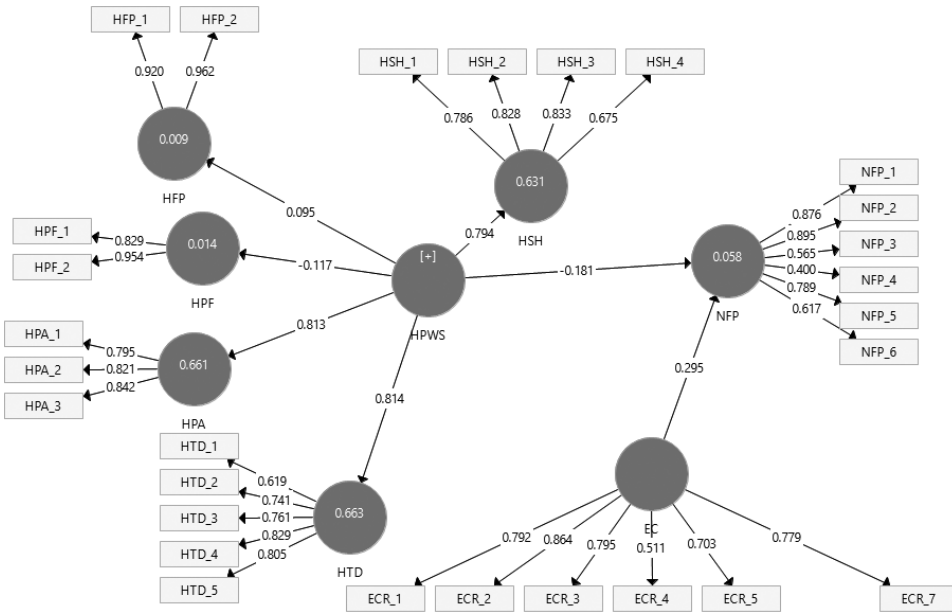 HFP_1
HFP_2
0.920
0.962
0.009
HFP
HSH_1
HSH_2
HSH_3
HSH_4
0.786
0.828
0.833
0.675
0.631
HSH
0.095
0.794
HPF_1
HPF_2
0.829
0.954
0.014
HPF
-0.117
[+]
HPWS
-0.181
NFP_1
NFP_2
NFP_3
NFP_4
NFP_5
NFP_6
0.876
0.895
0.565
0.400
0.789
0.617
0.058
NFP
0.813
HPA_1
HPA_2
HPA_3
0.795
0.821
0.842
0.661
HPA
0.814
0.295
HTD_1
HTD_2
HTD_3
HTD_4
HTD_5
0.619
0.741
0.761
0.829
0.805
0.663
HTD
EC
0.792
0.864
0.795
0.511
0.703
0.779
ECR_1
ECR_2
ECR_3
ECR_4
ECR_5
ECR_7